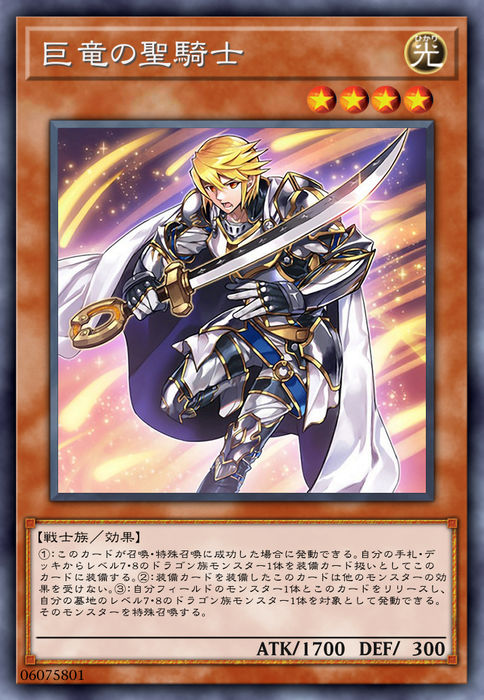 巨竜の聖騎士
ひかり
光
【戦士族／効果】
①:このカードが召喚・特殊召喚に成功した場合に発動できる。自分の手札・デ
ッキからレベル7・8のドラゴン族モンスター1体を装備カード扱いとしてこの
カードに装備する。②:装備カードを装備したこのカードは他のモンスターの効
果を受けない。③:自分フィールドのモンスター1体とこのカードをリリースし、
自分の墓地のレベル7・8のドラゴン族モンスター1体を対象として発動できる。
そのモンスターを特殊召喚する。
ATK/1700 DEF/ 300
06075801